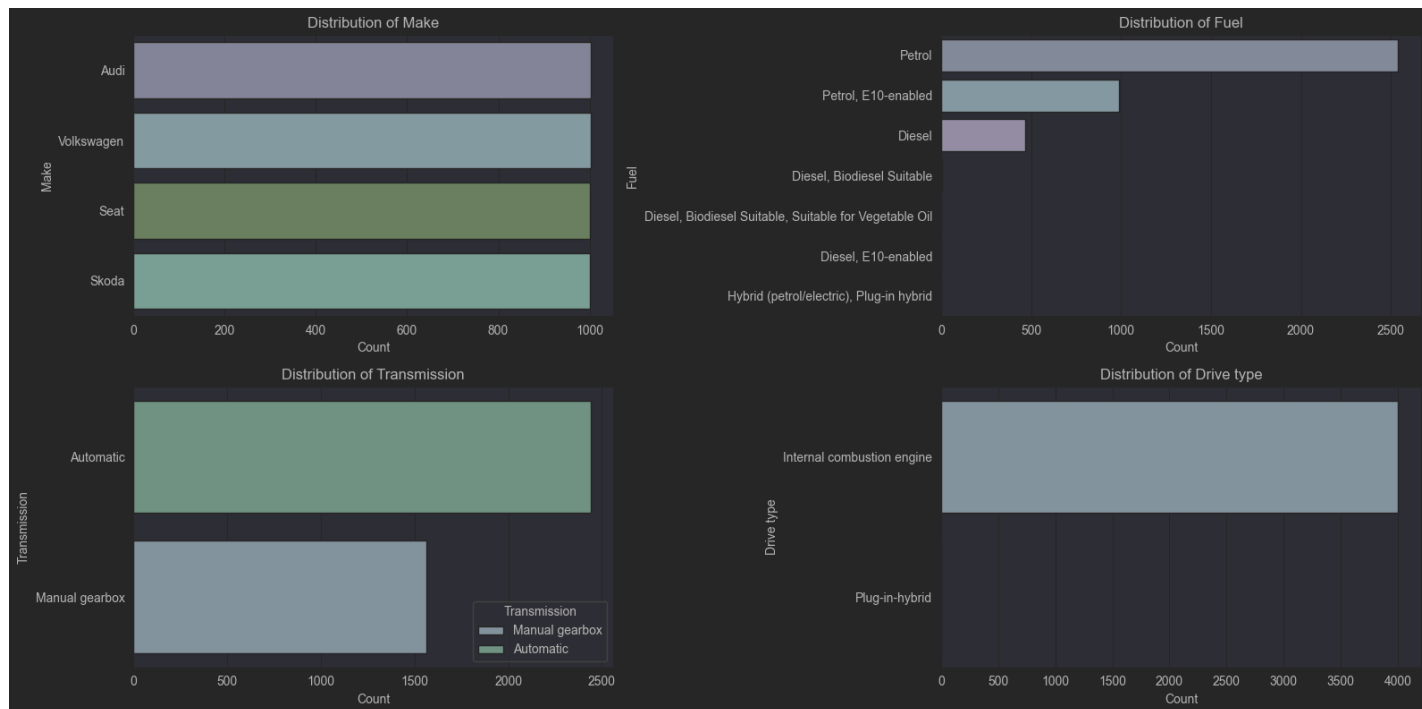 Distribution of Make
Make
Audi
Volkswagen
Seat
Skoda
0 200 400 600 800 1000
Count
Distribution of Fuel
Fuel
Petrol
Petrol, E10-enabled
Diesel
Diesel, Biodiesel Suitable
Diesel, Biodiesel Suitable, Suitable for Vegetable Oil
Diesel, E10-enabled
Hybrid (petrol/electric), Plug-in hybrid
0 500 1000 1500 2000 2500
Count
Distribution of Transmission
Transmission
Automatic
Manual gearbox
Transmission
Manual gearbox
Automatic
0 500 1000 1500 2000 2500
Count
Distribution of Drive type
Drive type
Internal combustion engine
Plug-in-hybrid
0 500 1000 1500 2000 2500 3000 3500 4000
Count